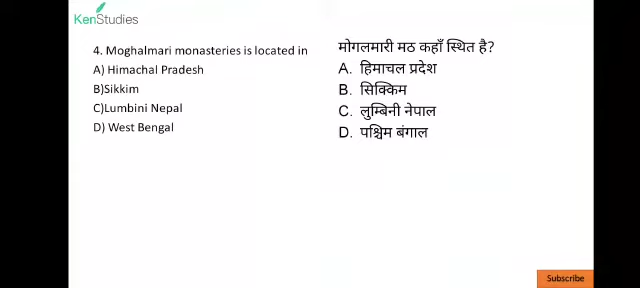 KenStudies
4. Moghalmari monasteries is located in
A) Himachal Pradesh
B)Sikkim
C)Lumbini Nepal
D) West Bengal
मोगलमारी मठ कहाँ स्थित है?
A. हिमाचल प्रदेश
B. सिक्किम
C. लुम्बिनी नेपाल
D. पश्चिम बंगाल
Subscribe